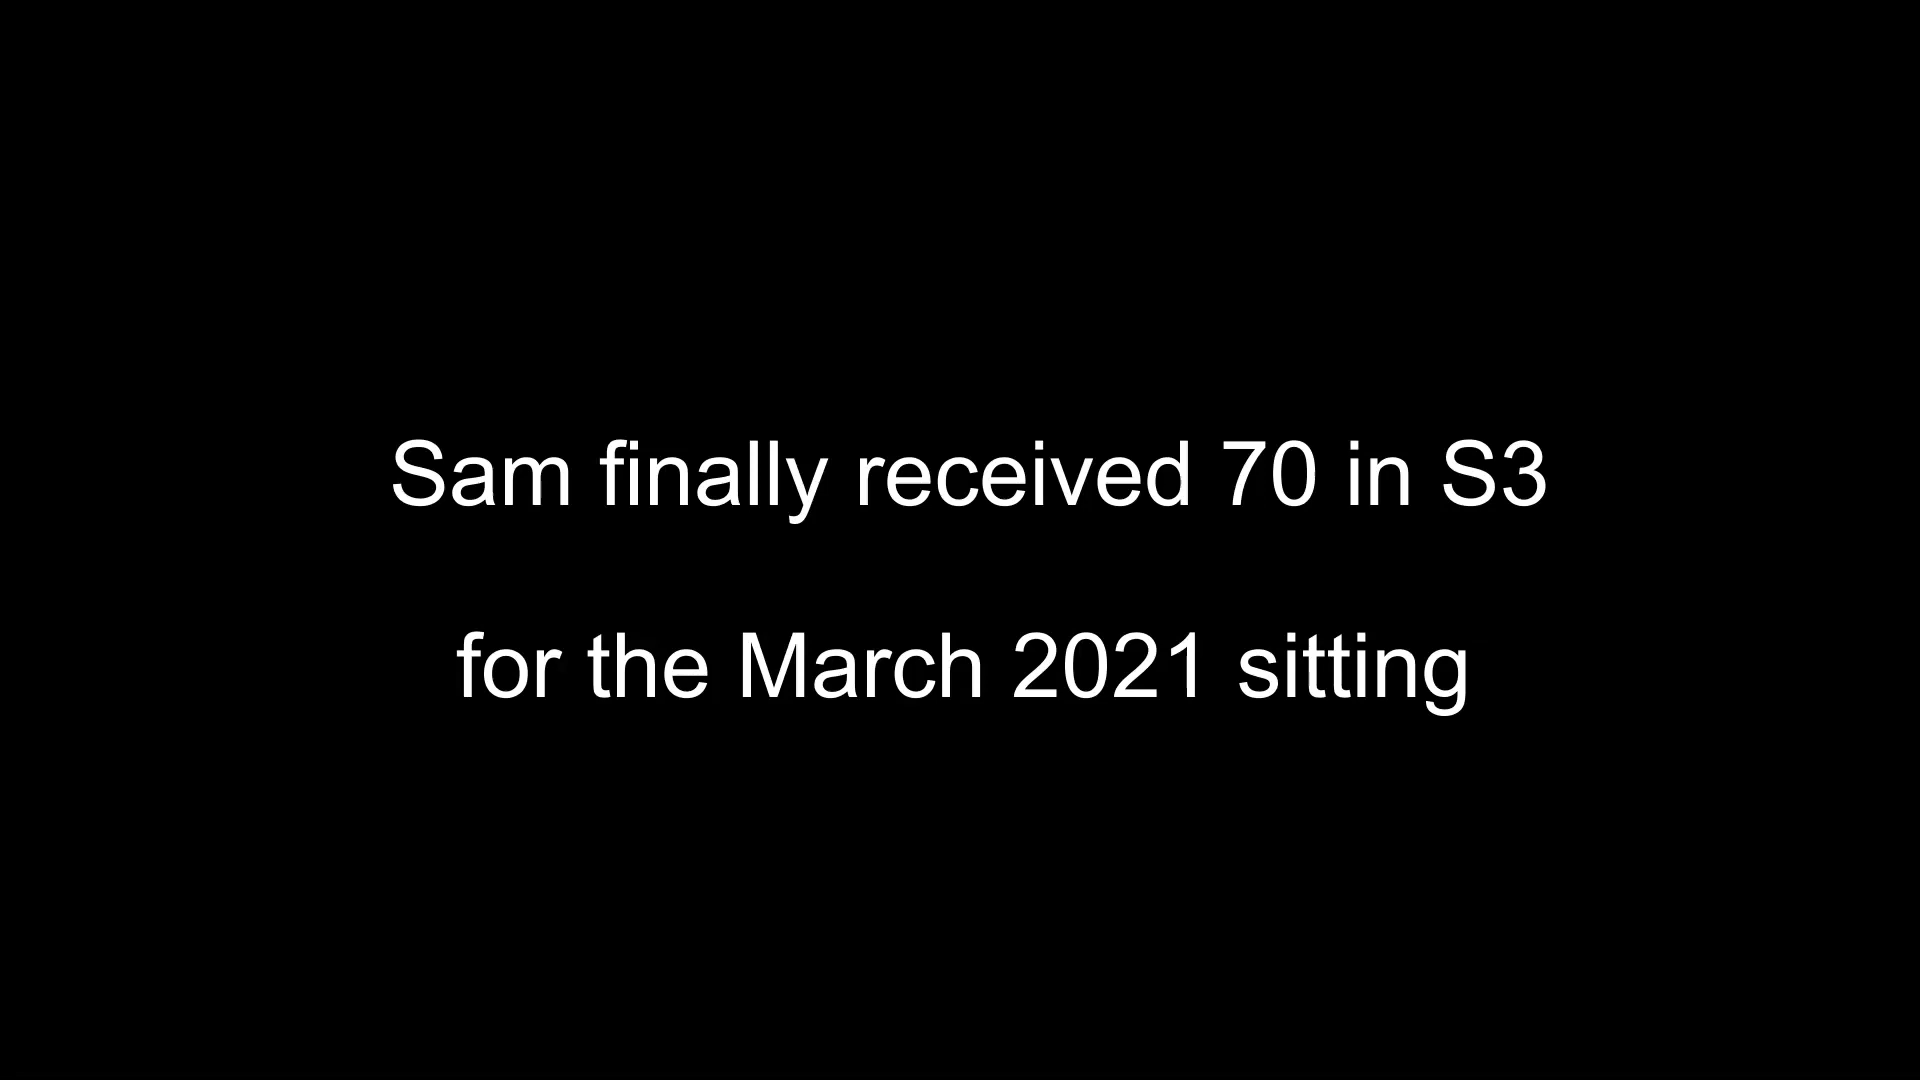 Sam finally received 70 in S3
for the March 2021 sitting